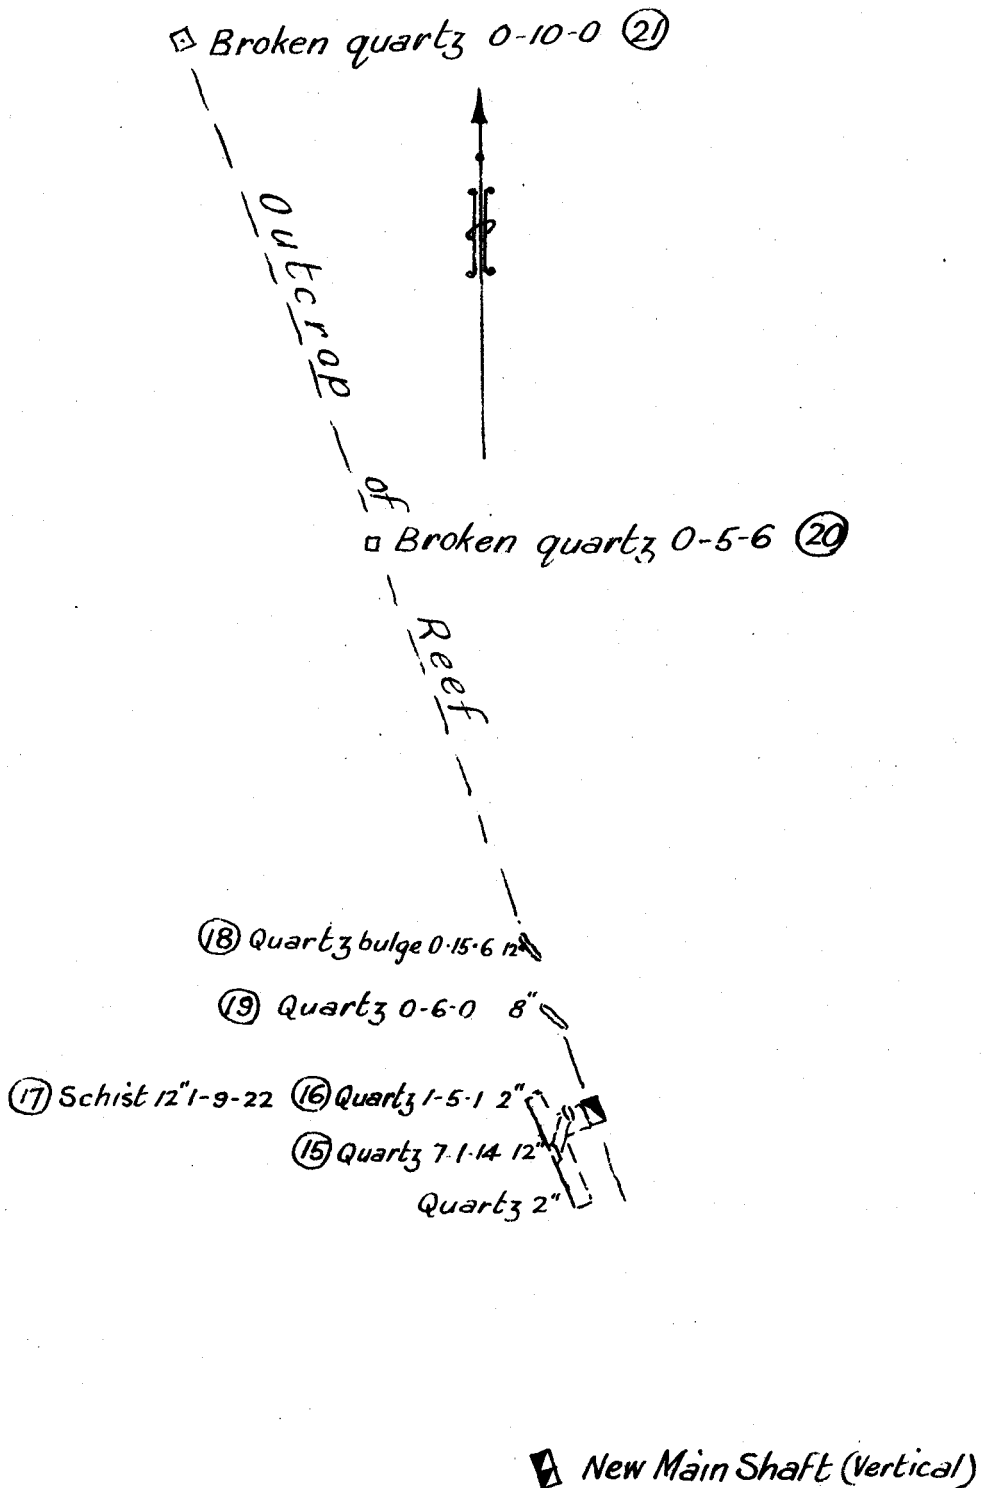 Broken quartz 0-10-0 (21)
Outcrop of Reef
Broken quartz 0-5-6 (20)
(18) Quartz bulge 0·15·6 12"
(19) Quartz 0-6-0 8"
(17) Schist 12" 1-9-22 (16) Quartz 1-5-1 2"
(15) Quartz 7-1-14 12"
Quartz 2"
New Main Shaft (Vertical)